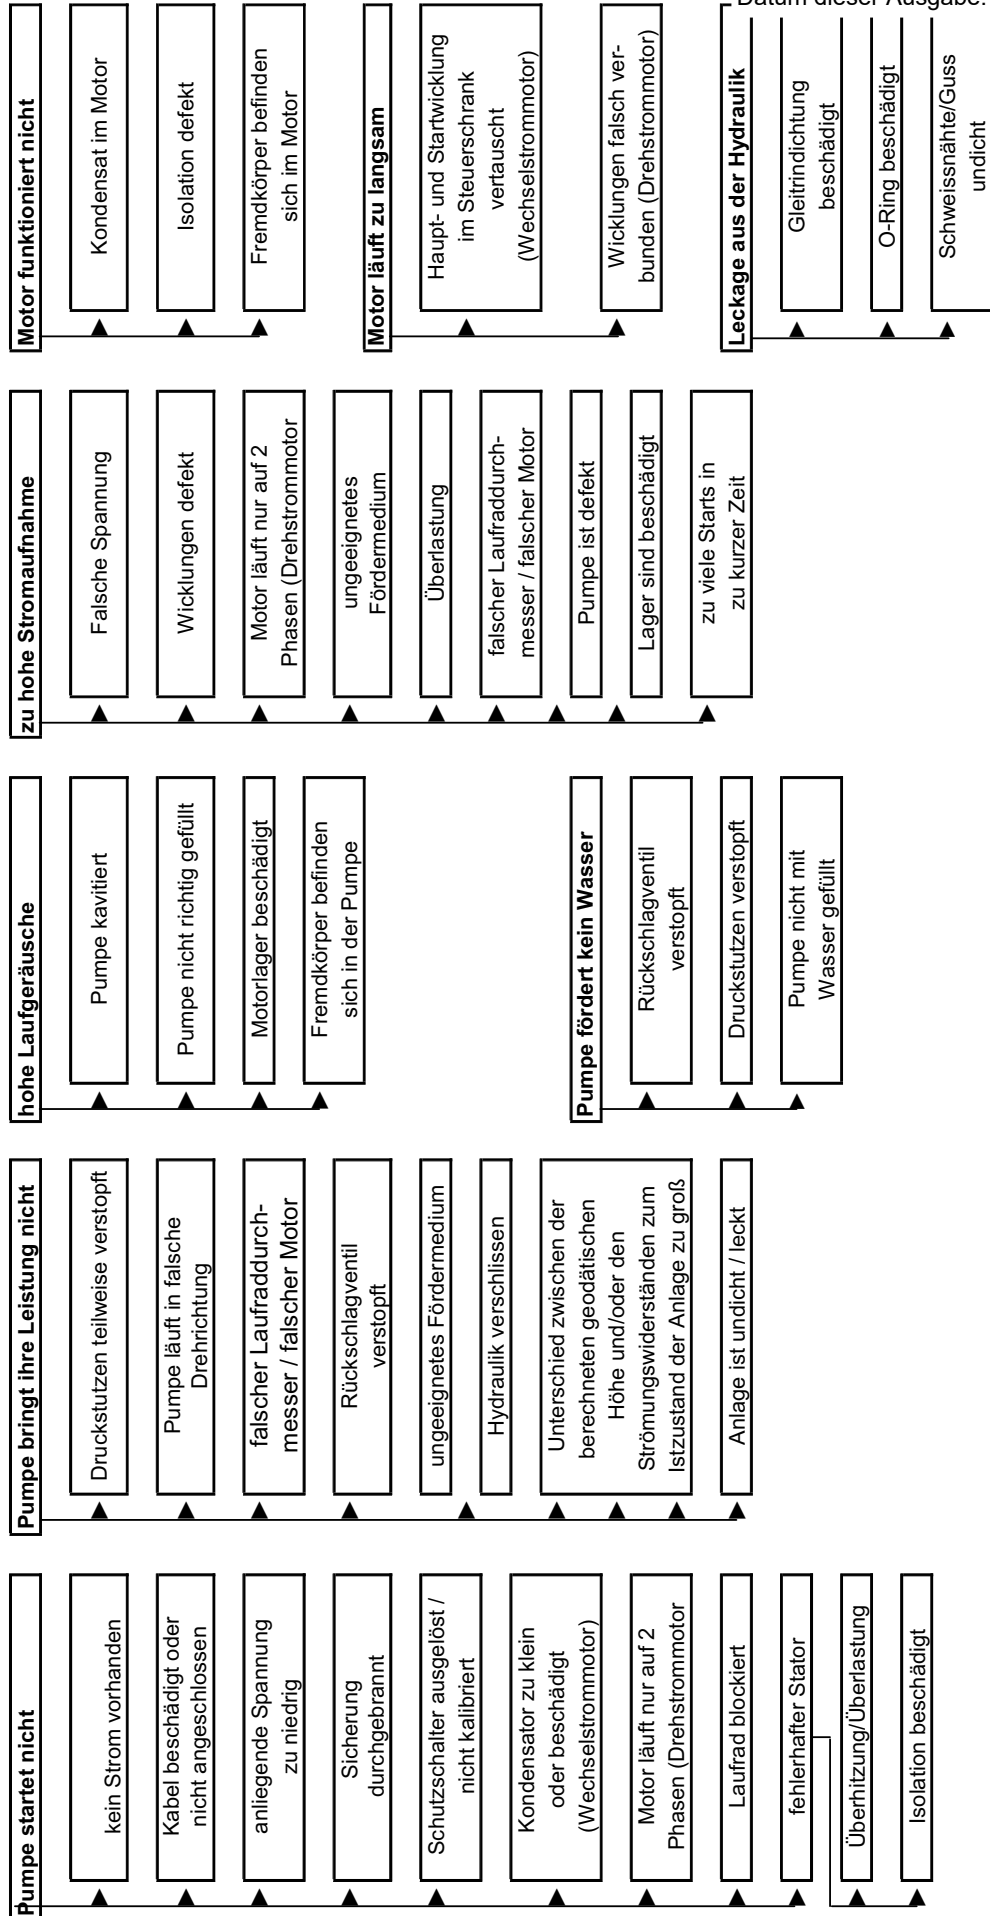 Datum dieser Ausgabe:
Pumpe startet nicht
kein Strom vorhanden
Kabel beschädigt oder
nicht angeschlossen
anliegende Spannung
zu niedrig
Sicherung
durchgebrannt
Schutzschalter ausgelöst /
nicht kalibriert
Kondensator zu klein
oder beschädigt
(Wechselstrommotor)
Motor läuft nur auf 2
Phasen (Drehstrommotor
Laufrad blockiert
fehlerhafter Stator
Überhitzung/Überlastung
Isolation beschädigt
Pumpe bringt ihre Leistung nicht
Druckstutzen teilweise verstopft
Pumpe läuft in falsche
Drehrichtung
falscher Laufraddurch-
messer / falscher Motor
Rückschlagventil
verstopft
ungeeignetes Fördermedium
Hydraulik verschlissen
Unterschied zwischen der
berechneten geodätischen
Höhe und/oder den
Strömungswiderständen zum
Istzustand der Anlage zu groß
Anlage ist undicht / leckt
hohe Laufgeräusche
Pumpe kavitiert
Pumpe nicht richtig gefüllt
Motorlager beschädigt
Fremdkörper befinden
sich in der Pumpe
Pumpe fördert kein Wasser
Rückschlagventil
verstopft
Druckstutzen verstopft
Pumpe nicht mit
Wasser gefüllt
zu hohe Stromaufnahme
Falsche Spannung
Wicklungen defekt
Motor läuft nur auf 2
Phasen (Drehstrommotor
ungeeignetes
Fördermedium
Überlastung
falscher Laufraddurch-
messer / falscher Motor
Pumpe ist defekt
Lager sind beschädigt
zu viele Starts in
zu kurzer Zeit
Motor funktioniert nicht
Kondensat im Motor
Isolation defekt
Fremdkörper befinden
sich im Motor
Motor läuft zu langsam
Haupt- und Startwicklung
im Steuerschrank
vertauscht
(Wechselstrommotor)
Wicklungen falsch ver-
bunden (Drehstrommotor)
Leckage aus der Hydraulik
Gleitrindichtung
beschädigt
O-Ring beschädigt
Schweissnähte/Guss
undicht